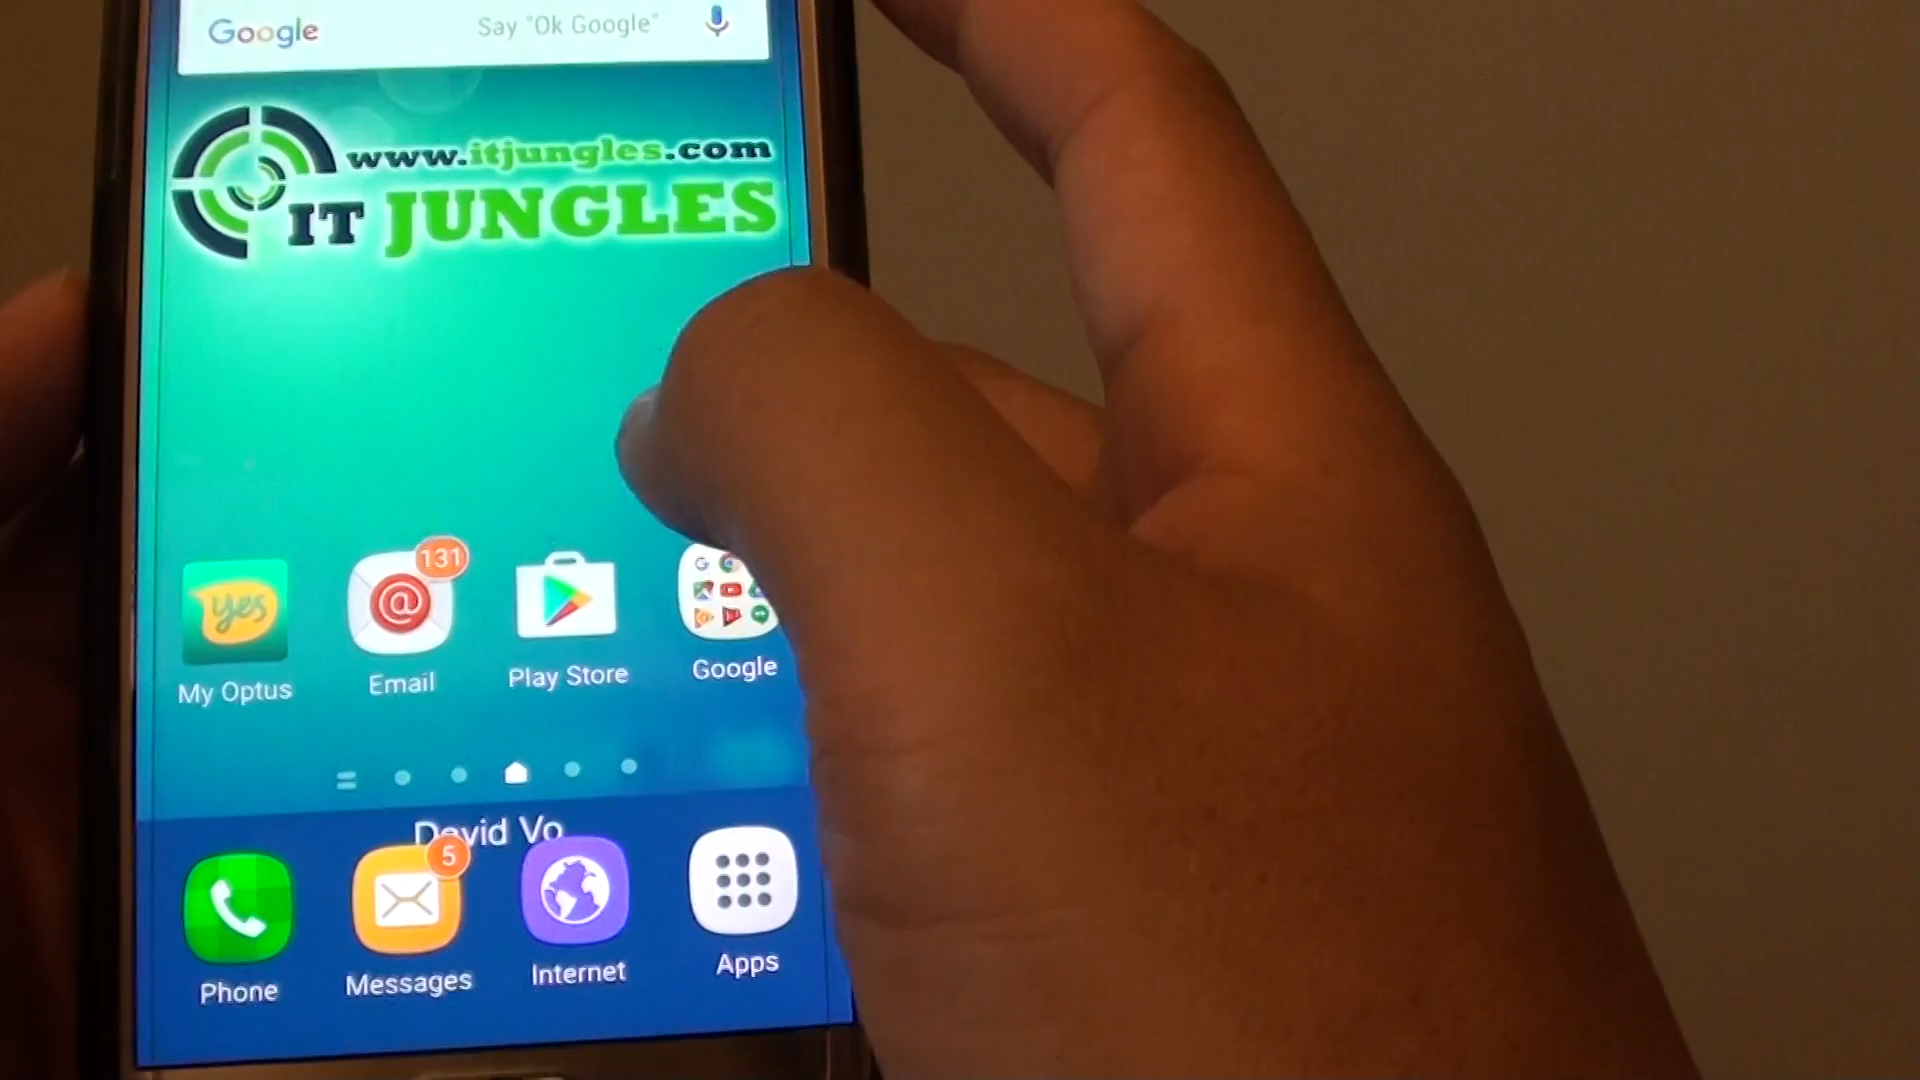 Google Say "Ok Google"
www.itjungles.com
IT JUNGLES
yes
131
My Optus Email Play Store Google
David Vo
5
Phone Messages Internet Apps